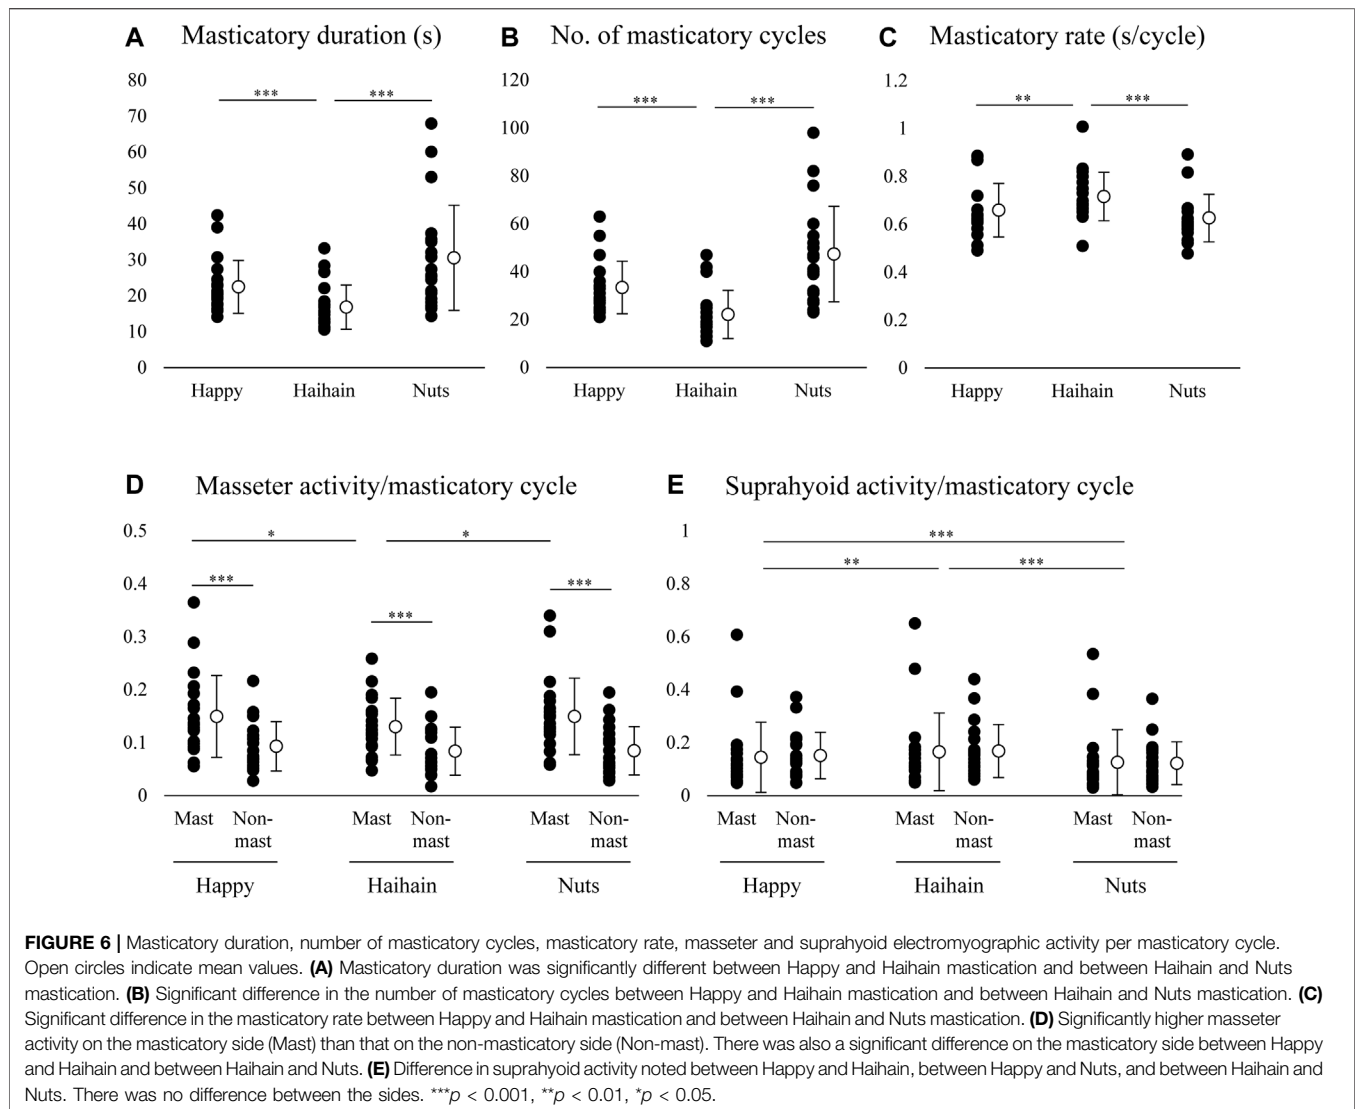 A Masticatory duration (s)
B No. of masticatory cycles
C Masticatory rate (s/cycle)
80
70
60
50
40
30
20
10
0
*** ***
Happy Haihain Nuts
120
100
80
60
40
20
0
*** ***
Happy Haihain Nuts
1.2
1
0.8
0.6
0.4
0.2
0
** ***
Happy Haihain Nuts
D Masseter activity/masticatory cycle
0.5
0.4
0.3
0.2
0.1
0
* *
*** *** ***
Mast Non-mast Mast Non-mast Mast Non-mast
Happy Haihain Nuts
E Suprahyoid activity/masticatory cycle
1
0.8
0.6
0.4
0.2
0
***
** ***
Mast Non-mast Mast Non-mast Mast Non-mast
Happy Haihain Nuts
FIGURE 6 | Masticatory duration, number of masticatory cycles, masticatory rate, masseter and suprahyoid electromyographic activity per masticatory cycle.
Open circles indicate mean values. (A) Masticatory duration was significantly different between Happy and Haihain mastication and between Haihain and Nuts
mastication. (B) Significant difference in the number of masticatory cycles between Happy and Haihain mastication and between Haihain and Nuts mastication. (C)
Significant difference in the masticatory rate between Happy and Haihain mastication and between Haihain and Nuts mastication. (D) Significantly higher masseter
activity on the masticatory side (Mast) than that on the non-masticatory side (Non-mast). There was also a significant difference on the masticatory side between Happy
and Haihain and between Haihain and Nuts. (E) Difference in suprahyoid activity noted between Happy and Haihain, between Happy and Nuts, and between Haihain and
Nuts. There was no difference between the sides. ***p < 0.001, **p < 0.01, *p < 0.05.